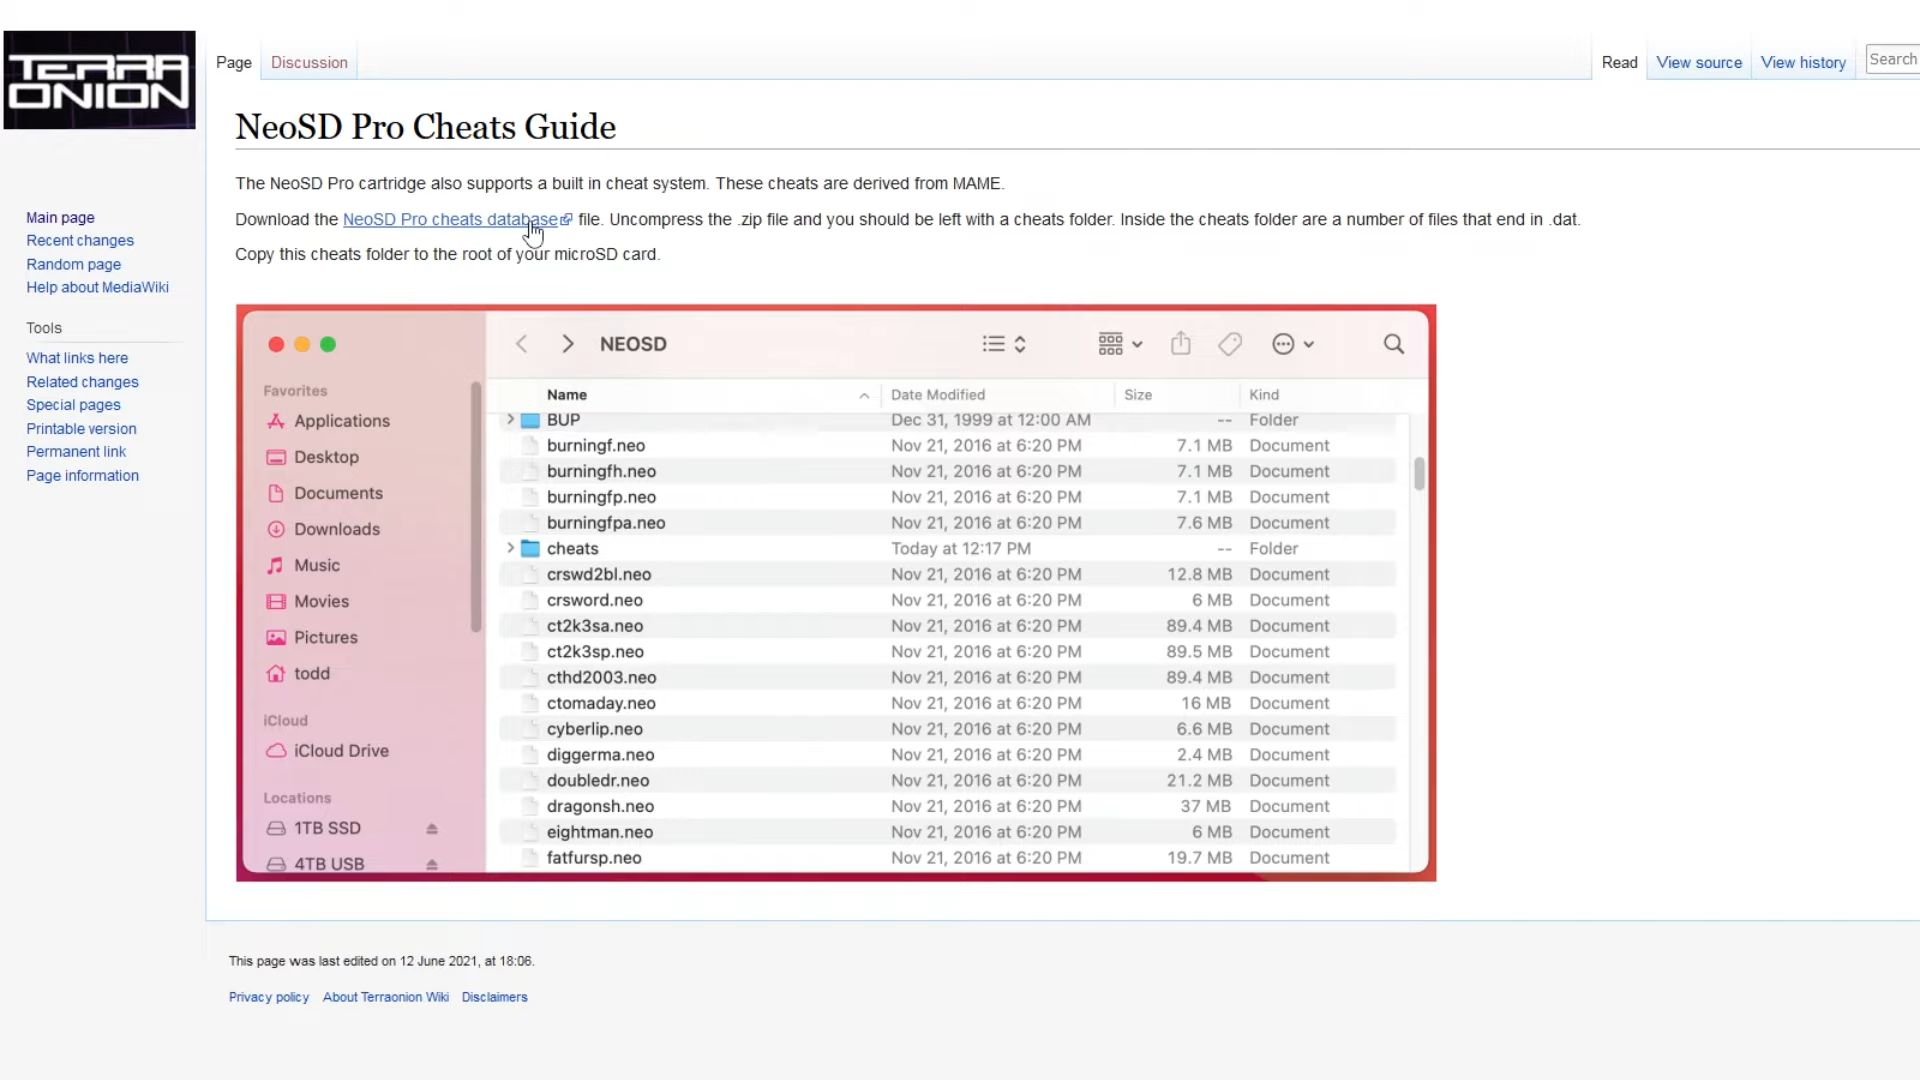 TERRA
ONION
Page
Discussion
Read
View source
View history
Search
NeoSD Pro Cheats Guide
The NeoSD Pro cartridge also supports a built in cheat system. These cheats are derived from MAME.
Download the NeoSD Pro cheats database file. Uncompress the .zip file and you should be left with a cheats folder. Inside the cheats folder are a number of files that end in .dat.
Copy this cheats folder to the root of your microSD card.
Main page
Recent changes
Random page
Help about MediaWiki
Tools
What links here
Related changes
Special pages
Printable version
Permanent link
Page information
NEOSD
Favorites
Applications
Desktop
Documents
Downloads
Music
Movies
Pictures
todd
iCloud
iCloud Drive
Locations
1TB SSD
4TB USB
Name Date Modified Size Kind
BUP Dec 31, 1999 at 12:00 AM -- Folder
burningf.neo Nov 21, 2016 at 6:20 PM 7.1 MB Document
burningfh.neo Nov 21, 2016 at 6:20 PM 7.1 MB Document
burningfp.neo Nov 21, 2016 at 6:20 PM 7.1 MB Document
burningfpa.neo Nov 21, 2016 at 6:20 PM 7.6 MB Document
cheats Today at 12:17 PM -- Folder
crswd2bl.neo Nov 21, 2016 at 6:20 PM 12.8 MB Document
crsword.neo Nov 21, 2016 at 6:20 PM 6 MB Document
ct2k3sa.neo Nov 21, 2016 at 6:20 PM 89.4 MB Document
ct2k3sp.neo Nov 21, 2016 at 6:20 PM 89.5 MB Document
cthd2003.neo Nov 21, 2016 at 6:20 PM 89.4 MB Document
ctomaday.neo Nov 21, 2016 at 6:20 PM 16 MB Document
cyberlip.neo Nov 21, 2016 at 6:20 PM 6.6 MB Document
diggerma.neo Nov 21, 2016 at 6:20 PM 2.4 MB Document
doubledr.neo Nov 21, 2016 at 6:20 PM 21.2 MB Document
dragonsh.neo Nov 21, 2016 at 6:20 PM 37 MB Document
eightman.neo Nov 21, 2016 at 6:20 PM 6 MB Document
fatfursp.neo Nov 21, 2016 at 6:20 PM 19.7 MB Document
This page was last edited on 12 June 2021, at 18:06.
Privacy policy About Terraonion Wiki Disclaimers